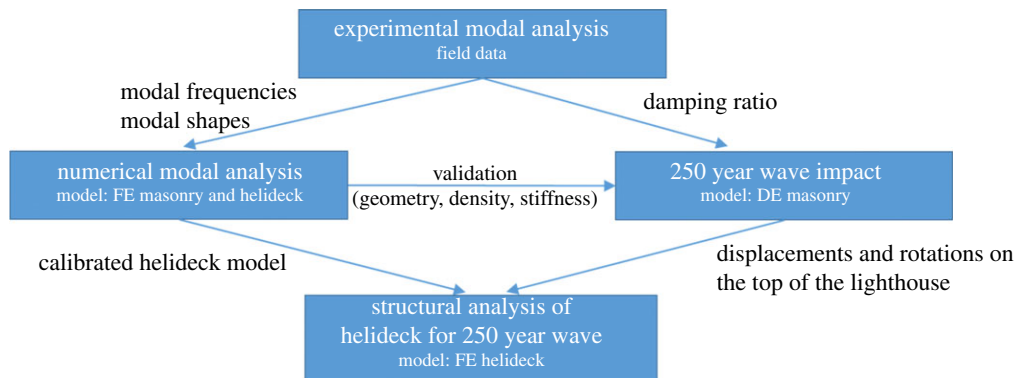 experimental modal analysis
field data
modal frequencies
modal shapes
damping ratio
numerical modal analysis
model: FE masonry and helideck
validation
(geometry, density, stiffness)
250 year wave impact
model: DE masonry
calibrated helideck model
displacements and rotations on
the top of the lighthouse
structural analysis of
helideck for 250 year wave
model: FE helideck